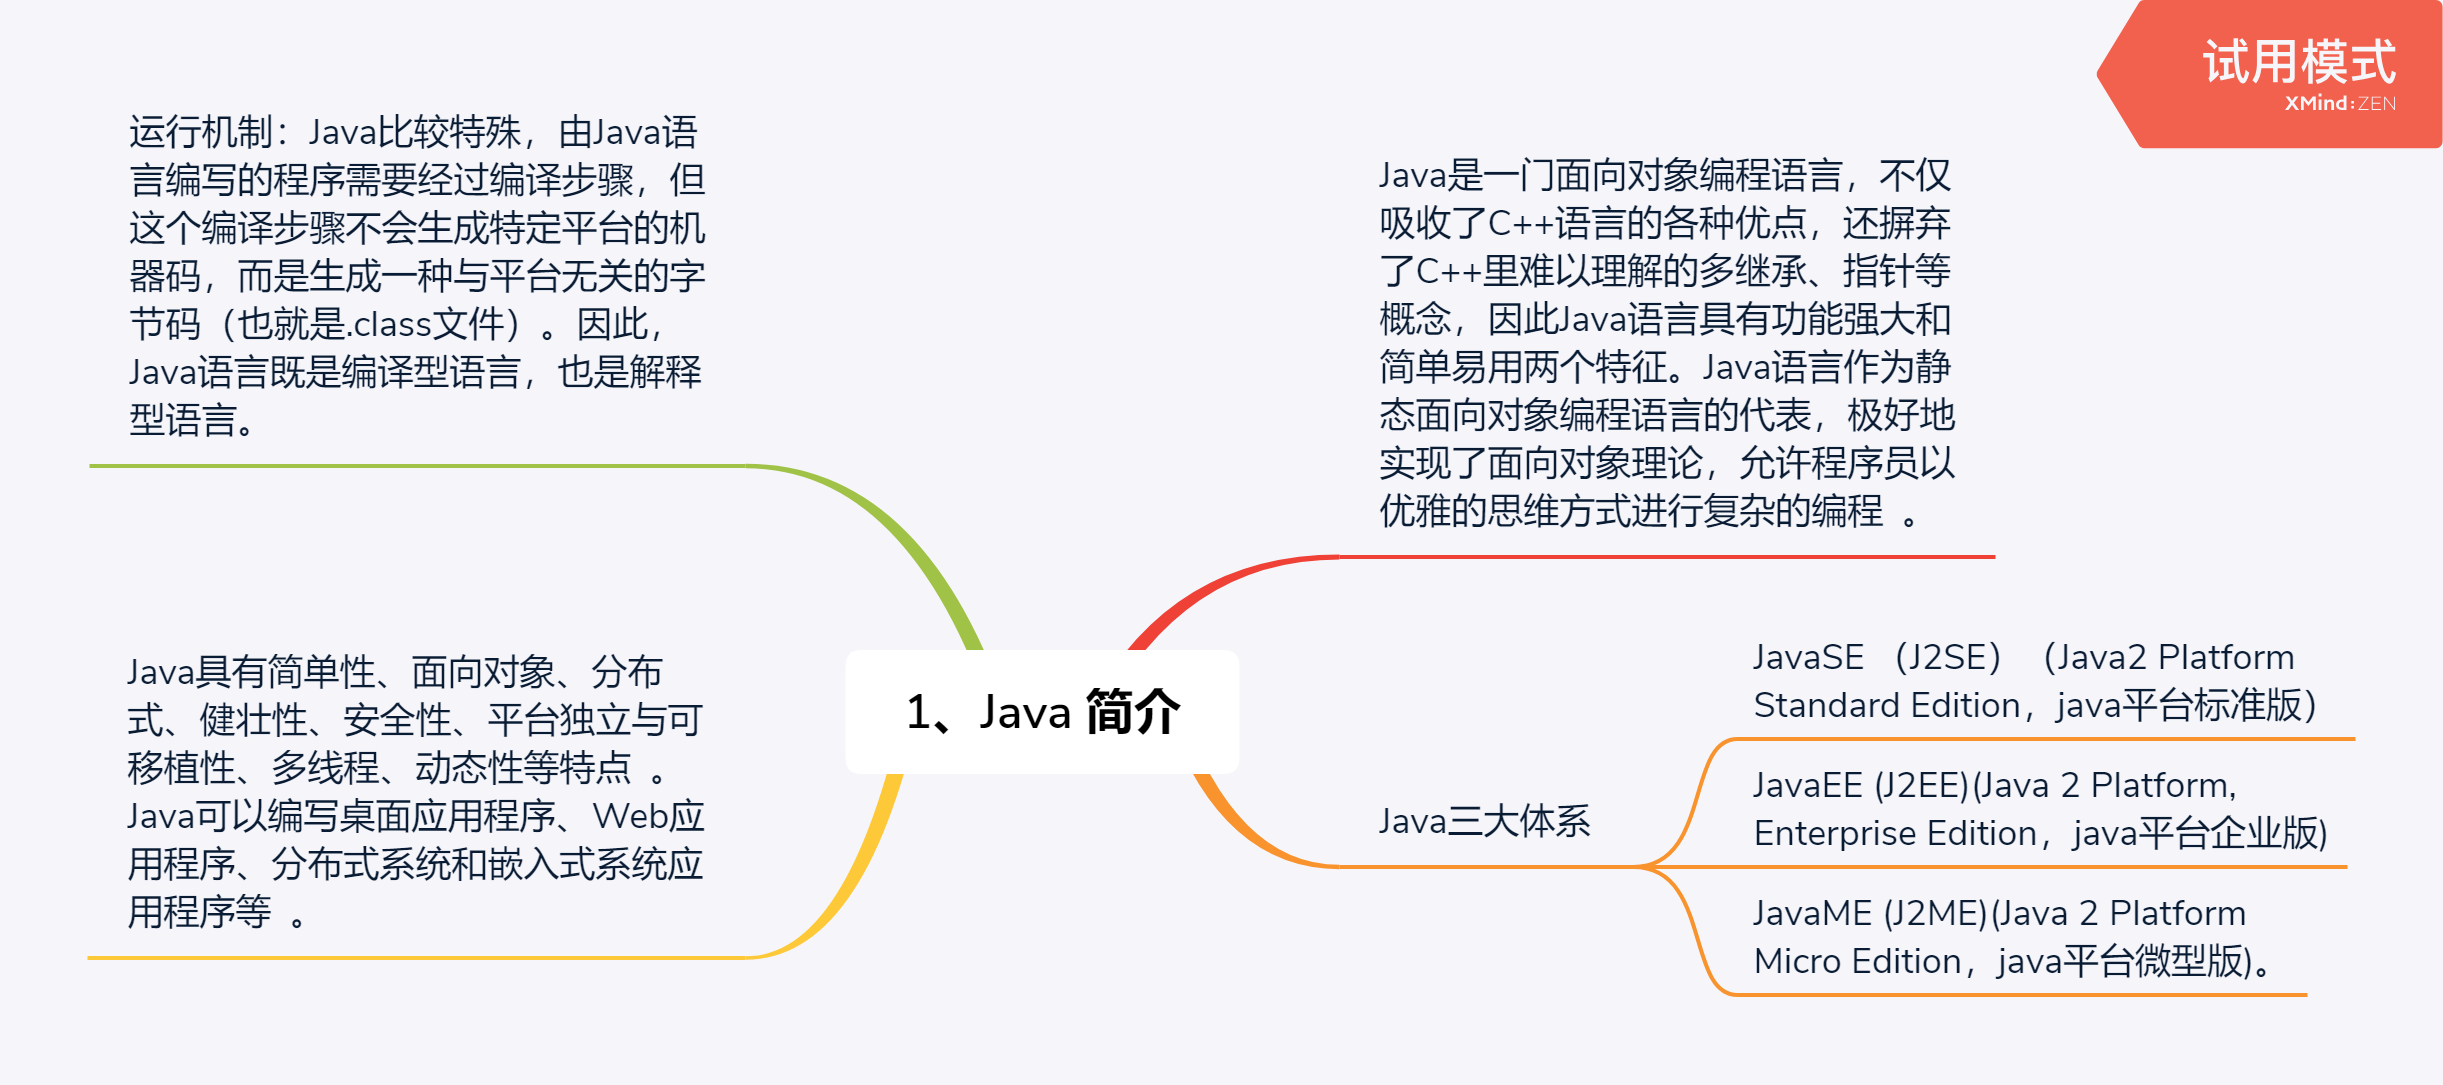 试用模式
XMind:ZEN
运行机制：Java比较特殊，由Java语
言编写的程序需要经过编译步骤，但
这个编译步骤不会生成特定平台的机
器码，而是生成一种与平台无关的字
节码（也就是.class文件）。因此，
Java语言既是编译型语言，也是解释
型语言。
Java具有简单性、面向对象、分布
式、健壮性、安全性、平台独立与可
移植性、多线程、动态性等特点 。
Java可以编写桌面应用程序、Web应
用程序、分布式系统和嵌入式系统应
用程序等 。
1、Java 简介
Java是一门面向对象编程语言，不仅
吸收了C++语言的各种优点，还摒弃
了C++里难以理解的多继承、指针等
概念，因此Java语言具有功能强大和
简单易用两个特征。Java语言作为静
态面向对象编程语言的代表，极好地
实现了面向对象理论，允许程序员以
优雅的思维方式进行复杂的编程 。
Java三大体系
JavaSE （J2SE） （Java2 Platform
Standard Edition，java平台标准版）
JavaEE (J2EE)(Java 2 Platform,
Enterprise Edition，java平台企业版)
JavaME (J2ME)(Java 2 Platform
Micro Edition，java平台微型版)。